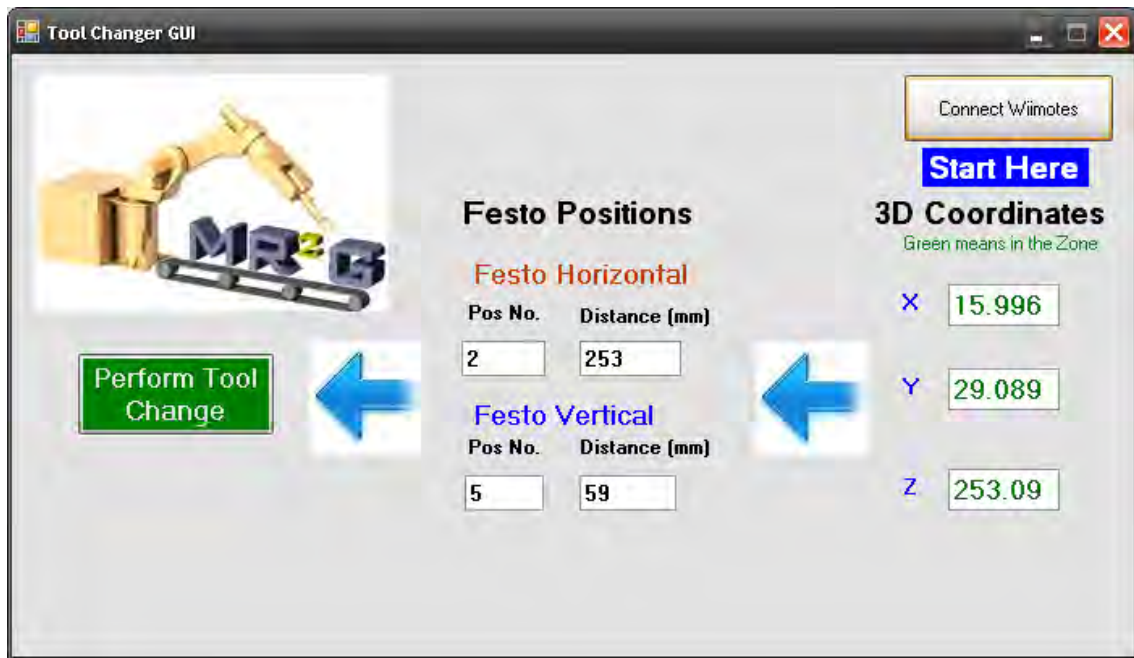 Tool Changer GUI
Connect Wiimotes
Start Here
3D Coordinates
Green means in the Zone
X 15.996
Y 29.089
Z 253.09
Festo Positions
Festo Horizontal
Pos No. Distance (mm)
2 253
Festo Vertical
Pos No. Distance (mm)
5 59
MR²G
Perform Tool
Change